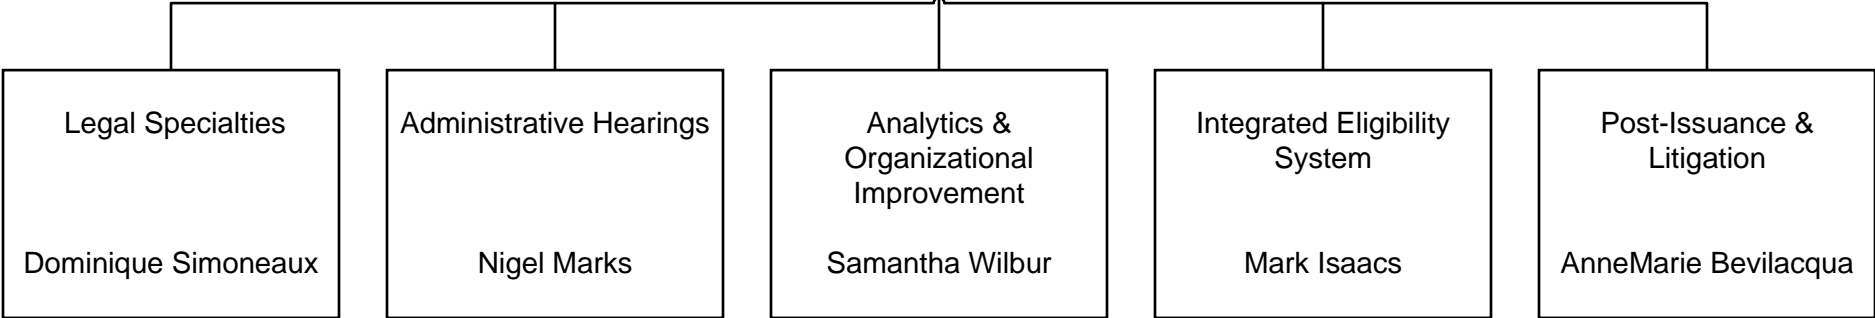 Legal Specialties
Dominique Simoneaux
Administrative Hearings
Nigel Marks
Analytics &
Organizational
Improvement
Samantha Wilbur
Integrated Eligibility
System
Mark Isaacs
Post-Issuance &
Litigation
AnneMarie Bevilacqua